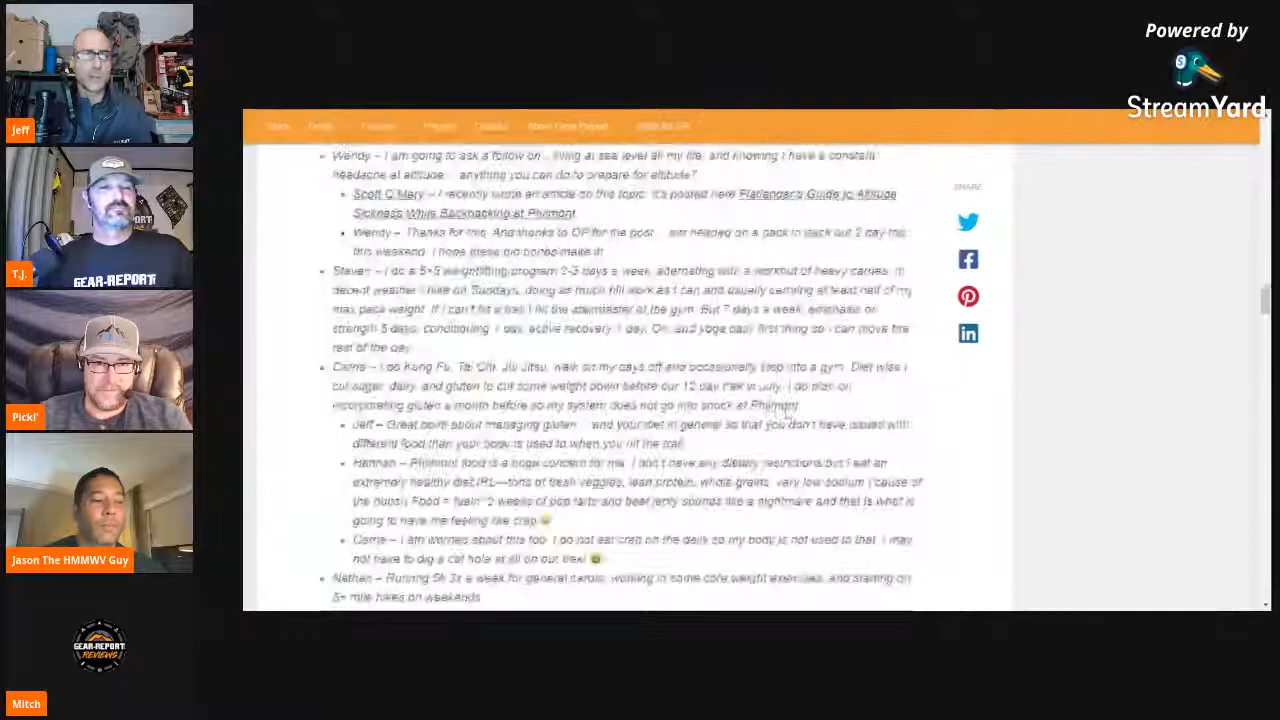 Powered by
StreamYard
Jeff
T.J.
GEAR-REPORT
Pickl'
Jason The HMMWV Guy
GEAR-REPORT
REVIEWS
Mitch
SHARE
Wendy – I am going to ask a follow on living at sea level all my life, and knowing I have a constant
headache at altitude anything you can do to prepare for altitude?
Scott O'Mery – I recently wrote an article on this topic. It's posted here Flatlander's Guide to Altitude
Sickness While Backpacking at Philmont
Wendy – Thanks for this. And thanks to OP for the post headed on a pack in pack out 2 day
this weekend. I hope these old bones make it!
Steven – I do a 5×5 weightlifting program 2-3 days a week, alternating with a workout of heavy carries. In
decent weather I hike on Sundays, doing as much hill work as I can and usually carrying at least half of my
max pack weight. If I can't hit a trail I hit the stairmaster at the gym. But 7 days a week, emphasis on
strength 5 days, conditioning 1 day, active recovery 1 day. Oh, and yoga daily first thing so I can move the
rest of the day.
Carrie – I do Kung Fu, Tai Chi, Jiu Jitsu, walk on my days off and occasionally step into a gym. Diet wise I
cut sugar, dairy, and gluten to cut some weight down before our 12 day trek in July. I do plan on
incorporating gluten a month before so my system does not go into shock at Philmont.
Jeff – Great point about managing gluten and your diet in general so that you don't have issues with
different food than your body is used to when you hit the trail.
Hannah – Philmont food is a huge concern for me. I don't have any dietary restrictions but I eat an
extremely healthy diet IRL—tons of fresh veggies, lean protein, whole grains, very low sodium (cause of
the hubs). Food = fuel. 2 weeks of pop tarts and beef jerky sounds like a nightmare and that is what is
going to have me feeling like crap
Carrie – I am worried about this too. I do not eat crap on the daily so my body is not used to that. I may
not have to dig a cat hole at all on our trek!
Nathan – Running 5k 3x a week for general cardio, working in some core weight exercises, and starting on
5+ mile hikes on weekends.